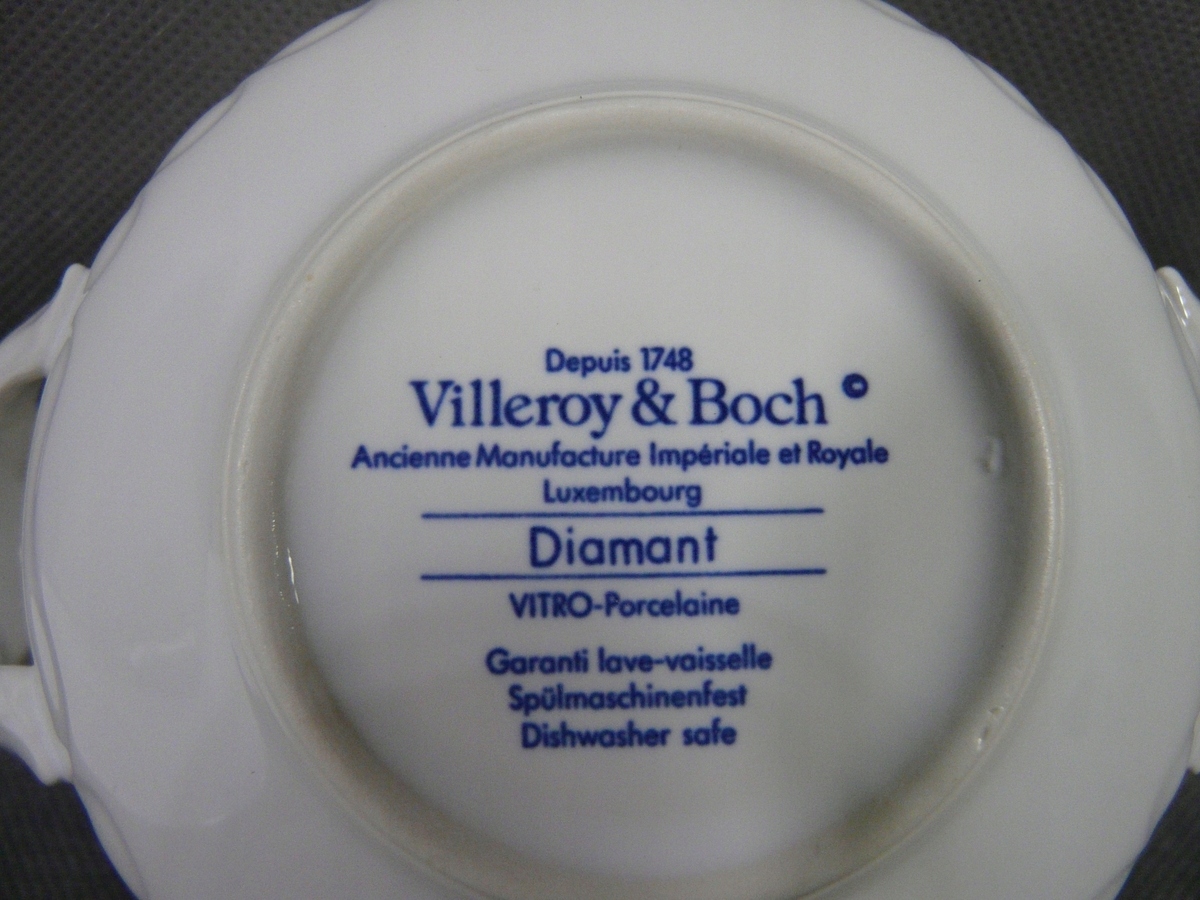 Depuis 1748
Villeroy & Boch ©
Ancienne Manufacture Impériale et Royale
Luxembourg
Diamant
VITRO-Porcelaine
Garanti lave-vaisselle
Spülmaschinenfest
Dishwasher safe